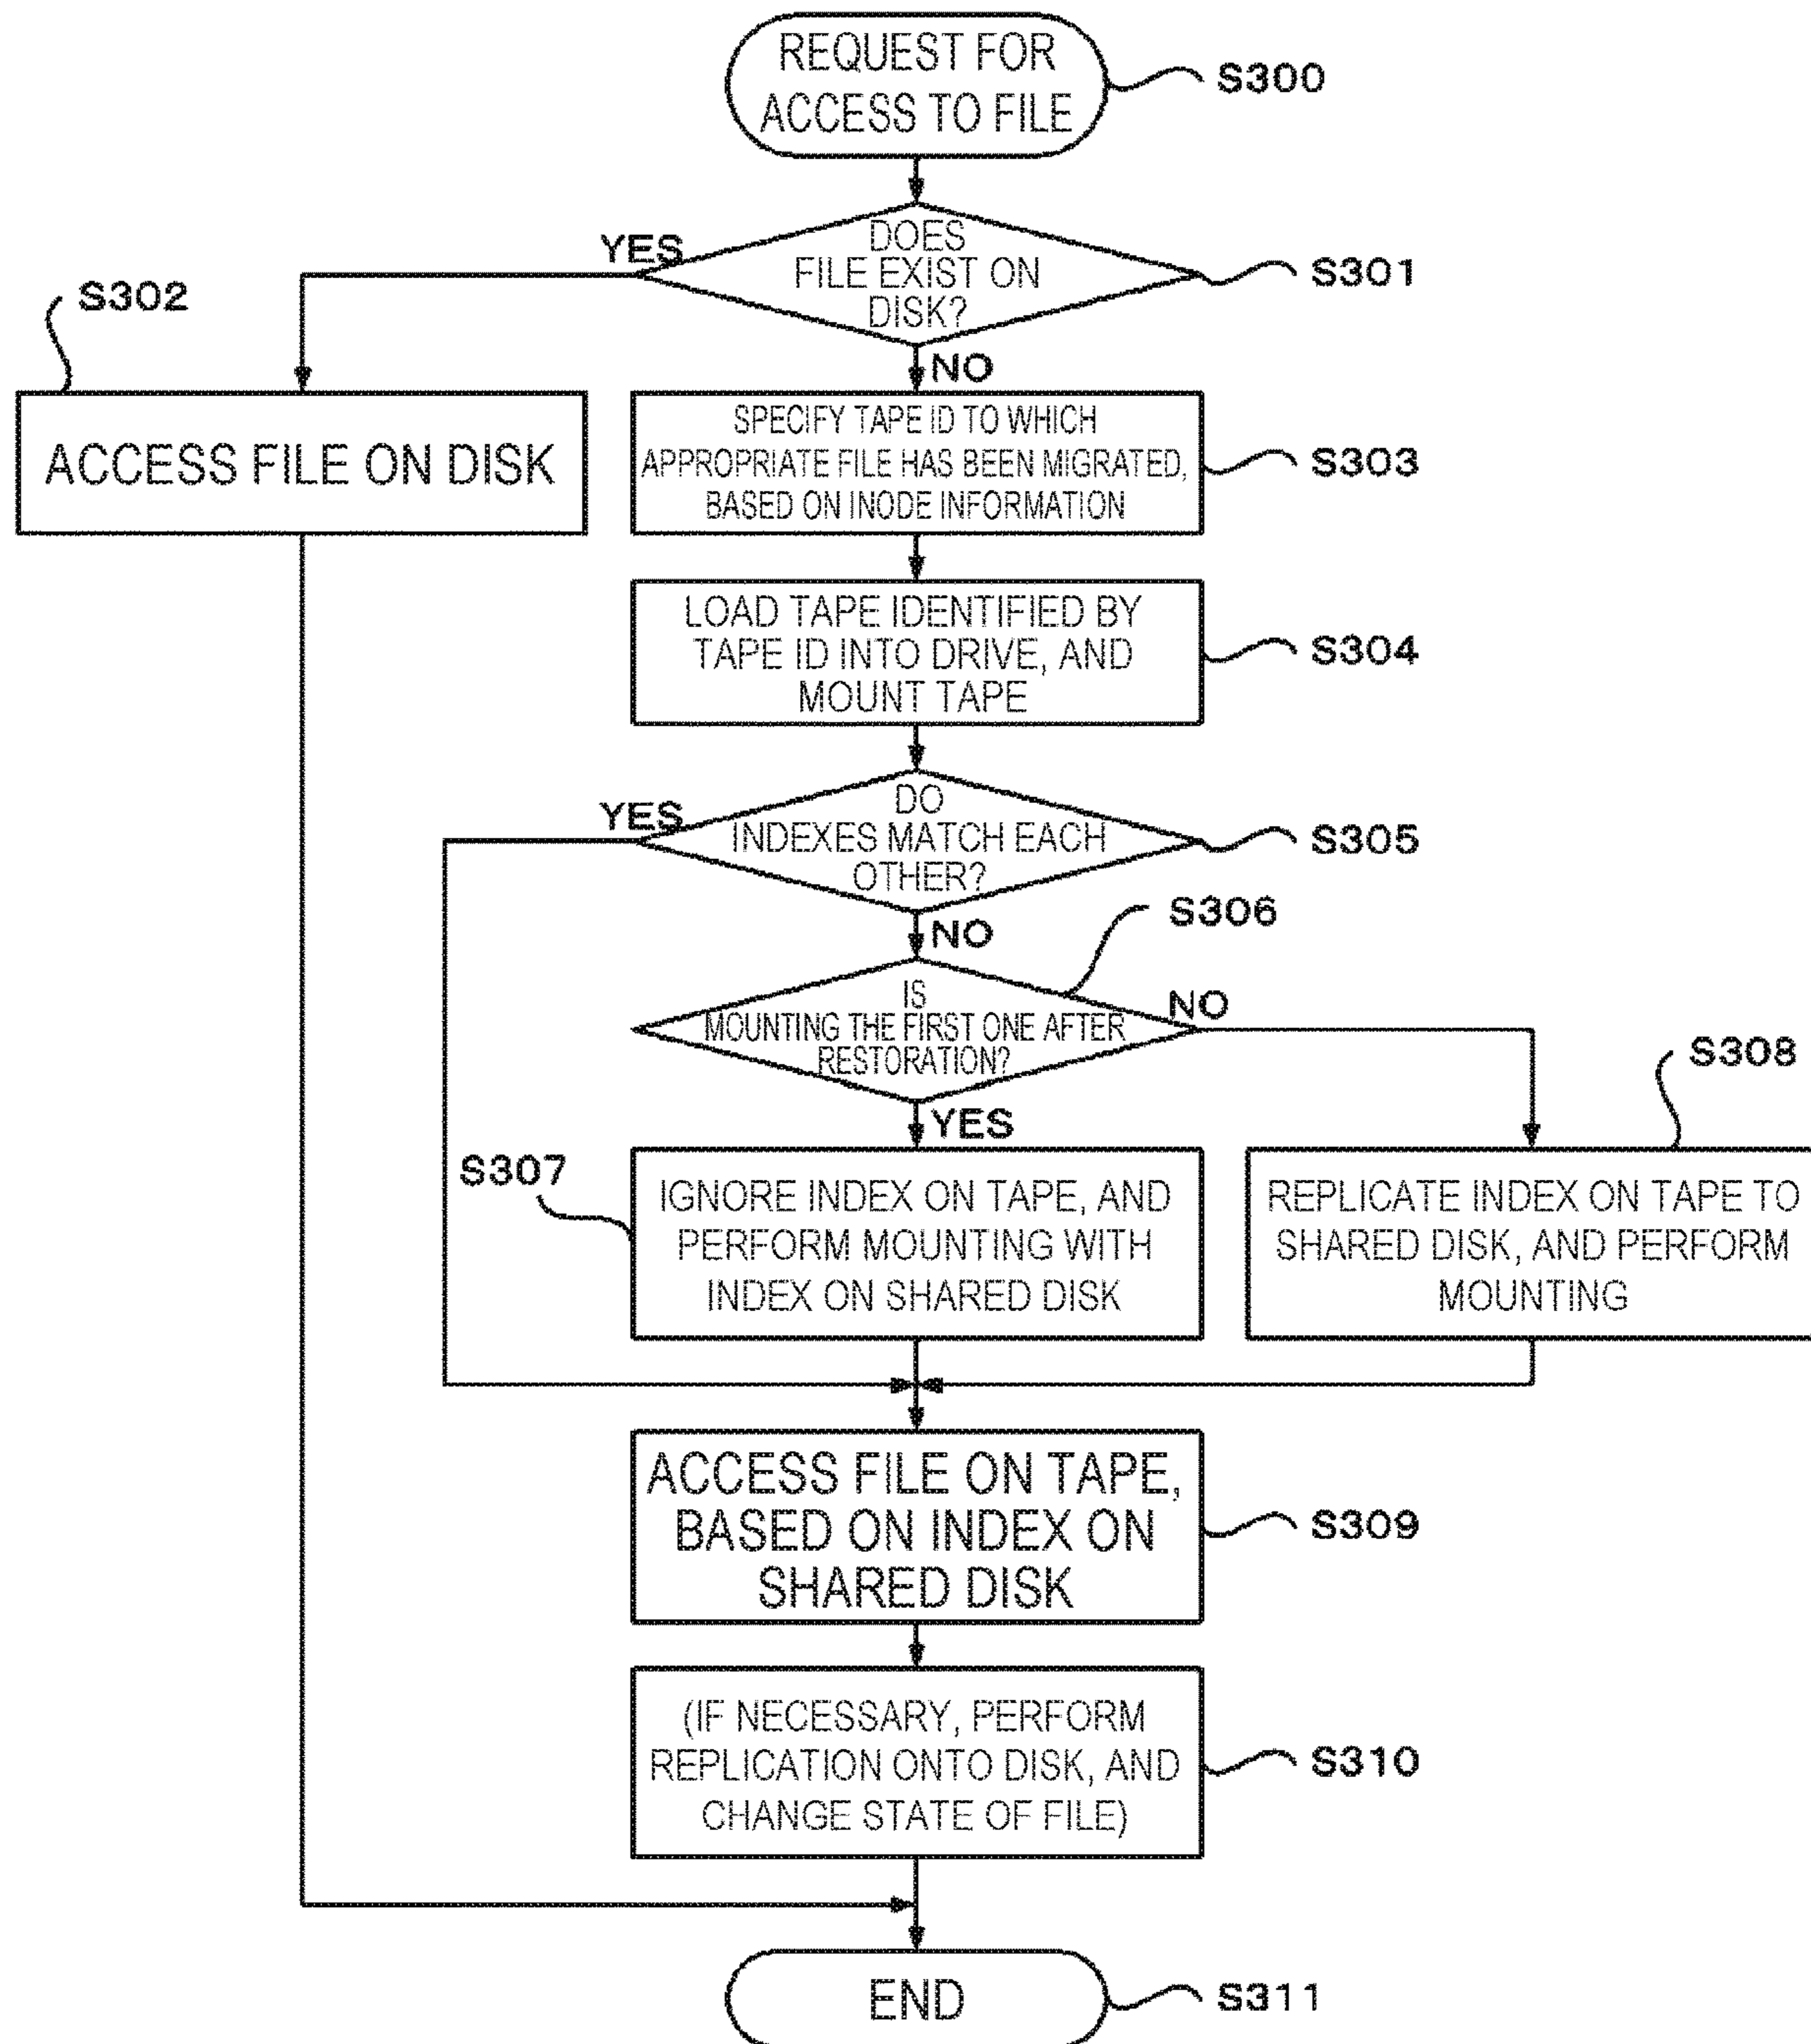 REQUEST FOR
ACCESS TO FILE
S300
DOES
FILE EXIST ON
DISK?
S301
YES
NO
S302
ACCESS FILE ON DISK
SPECIFY TAPE ID TO WHICH
APPROPRIATE FILE HAS BEEN MIGRATED,
BASED ON INODE INFORMATION
S303
LOAD TAPE IDENTIFIED BY
TAPE ID INTO DRIVE, AND
MOUNT TAPE
S304
DO
INDEXES MATCH EACH
OTHER?
S305
YES
NO
S306
IS
MOUNTING THE FIRST ONE AFTER
RESTORATION?
NO
YES
S307
IGNORE INDEX ON TAPE, AND
PERFORM MOUNTING WITH
INDEX ON SHARED DISK
S308
REPLICATE INDEX ON TAPE TO
SHARED DISK, AND PERFORM
MOUNTING
ACCESS FILE ON TAPE,
BASED ON INDEX ON
SHARED DISK
S309
(IF NECESSARY, PERFORM
REPLICATION ONTO DISK, AND
CHANGE STATE OF FILE)
S310
END
S311